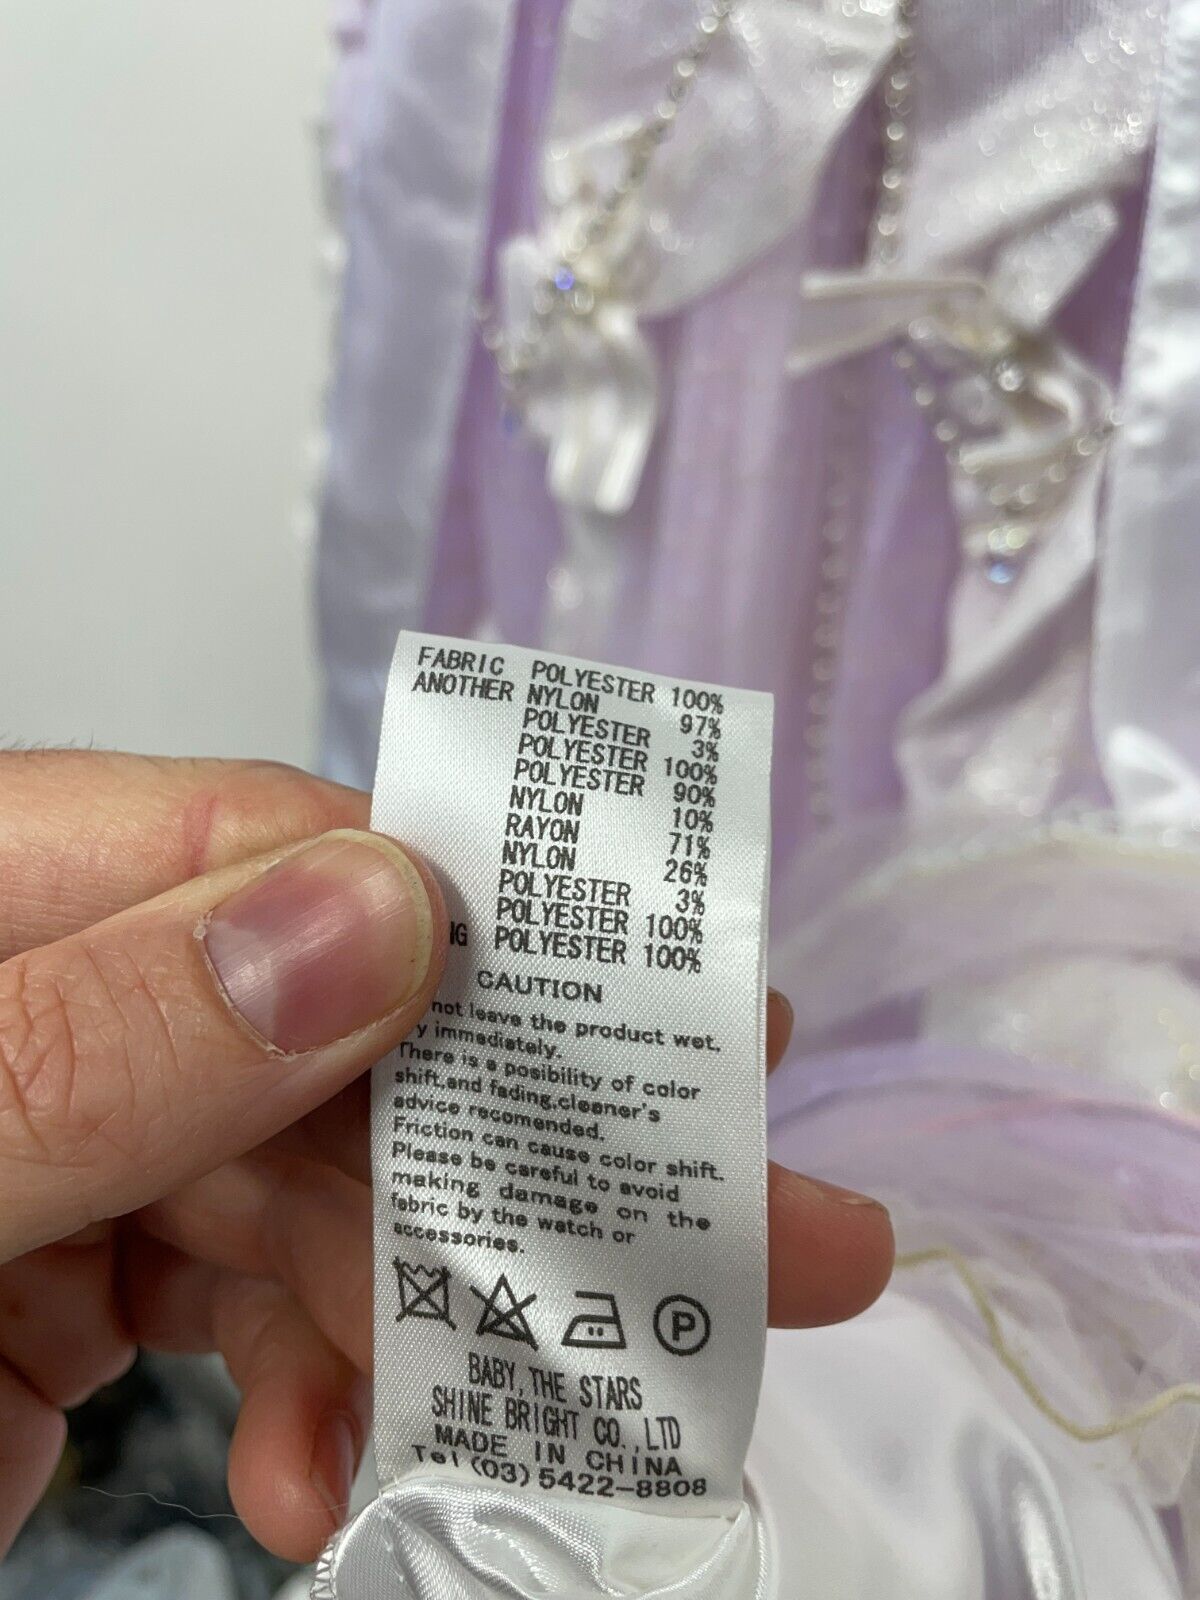 FABRIC POLYESTER 100%
ANOTHER NYLON 97%
POLYESTER 3%
POLYESTER 100%
POLYESTER 90%
NYLON 10%
RAYON 71%
NYLON 26%
POLYESTER 3%
POLYESTER 100%
POLYESTER 100%
CAUTION
not leave the product wet.
immediately.
There is a posibility of color
shift.and fading.cleaner's
advice recomended.
Friction can cause color shift.
Please be careful to avoid
making damage on the
fabric by the watch or
accessories.
P
BABY, THE STARS
SHINE BRIGHT CO.,LTD
MADE IN CHINA
Tel (03) 5422-8808